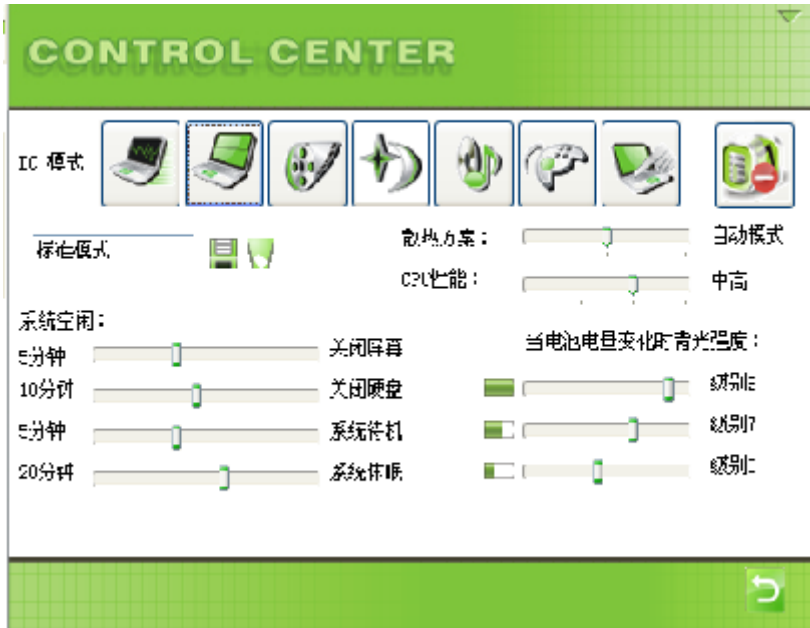 CONTROL CENTER
IC 模式
标准模式
散热方案：
自动模式
CPU性能：
中高
系统空闲：
5分钟
关闭屏幕
10分钟
关闭硬盘
5分钟
系统待机
20分钟
系统休眠
当电池电量变化时背光强度：
级别
级别7
级别